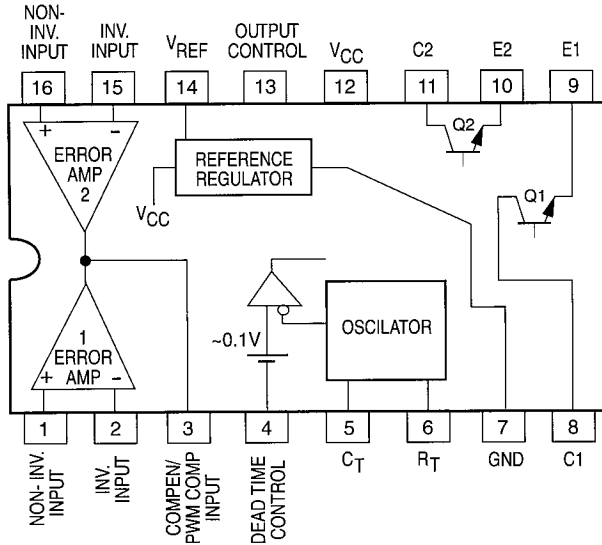 NON-
INV.
INPUT
INV.
INPUT
VREF
OUTPUT
CONTROL
VCC
C2
E2
E1
16
15
14
13
12
11
10
9
+
–
ERROR
AMP
2
REFERENCE
REGULATOR
VCC
Q2
Q1
~0.1V
OSCILATOR
1
ERROR
AMP
+
–
1
2
3
4
5
6
7
8
NON-INV.
INPUT
INV.
INPUT
COMPEN/
PWM COMP
INPUT
DEAD TIME
CONTROL
CT
RT
GND
C1